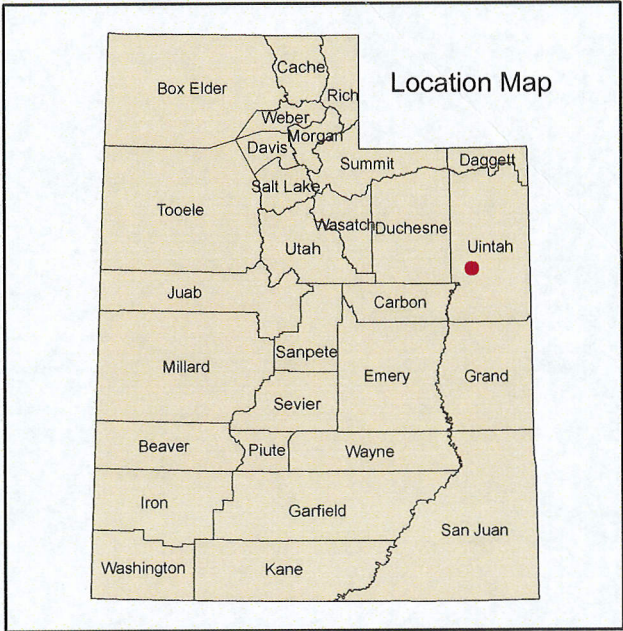 Location Map
Cache
Box Elder
Rich
Weber
Morgan
Davis
Summit
Daggett
Salt Lake
Tooele
Wasatch
Duchesne
Uintah
Utah
Juab
Carbon
Sanpete
Millard
Emery
Grand
Sevier
Beaver
Piute
Wayne
Iron
Garfield
San Juan
Washington
Kane